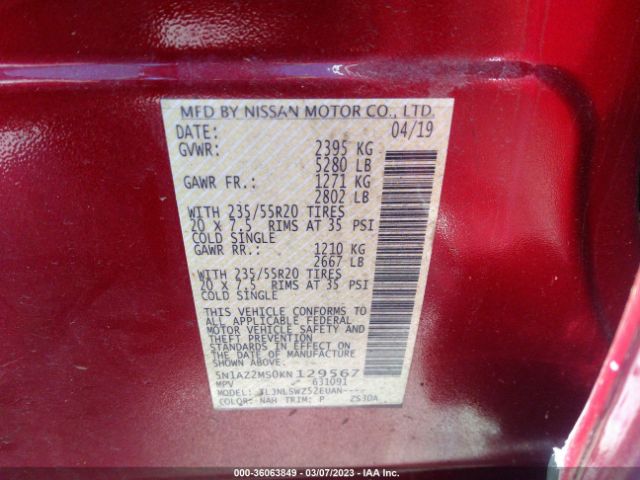 MFD BY NISSAN MOTOR CO., LTD.
DATE: 04/19
GVWR: 2395 KG
5280 LB
GAWR FR.: 1271 KG
2802 LB
WITH 235/55R20 TIRES
20 X 7.5 RIMS AT 35 PSI
COLD SINGLE
GAWR RR.: 1210 KG
2667 LB
WITH 235/55R20 TIRES
20 X 7.5 RIMS AT 35 PSI
COLD SINGLE
THIS VEHICLE CONFORMS TO
ALL APPLICABLE FEDERAL
MOTOR VEHICLE SAFETY AND
THEFT PREVENTION
STANDARDS IN EFFECT ON
THE DATE OF MANUFACTURE
SHOWN ABOVE.
5N1AZ2MS0KN129567
MPV 631091
MODEL: TLJNLSWZ52EUAN----
COLOR: NAH TRIM: P ZS3DA
000-36063849 — 03/07/2023 — IAA Inc.